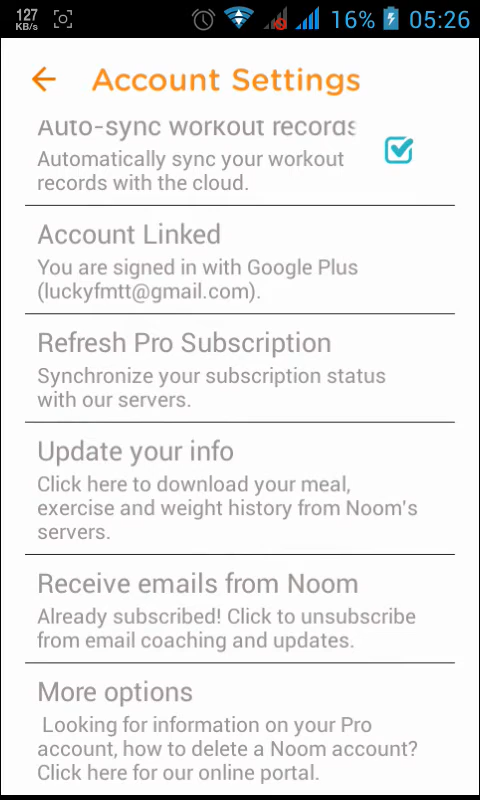 127
KB/s
16%
05:26
Account Settings
Auto-sync workout records
Automatically sync your workout
records with the cloud.
Account Linked
You are signed in with Google Plus
(luckyfmtt@gmail.com).
Refresh Pro Subscription
Synchronize your subscription status
with our servers.
Update your info
Click here to download your meal,
exercise and weight history from Noom's
servers.
Receive emails from Noom
Already subscribed! Click to unsubscribe
from email coaching and updates.
More options
Looking for information on your Pro
account, how to delete a Noom account?
Click here for our online portal.